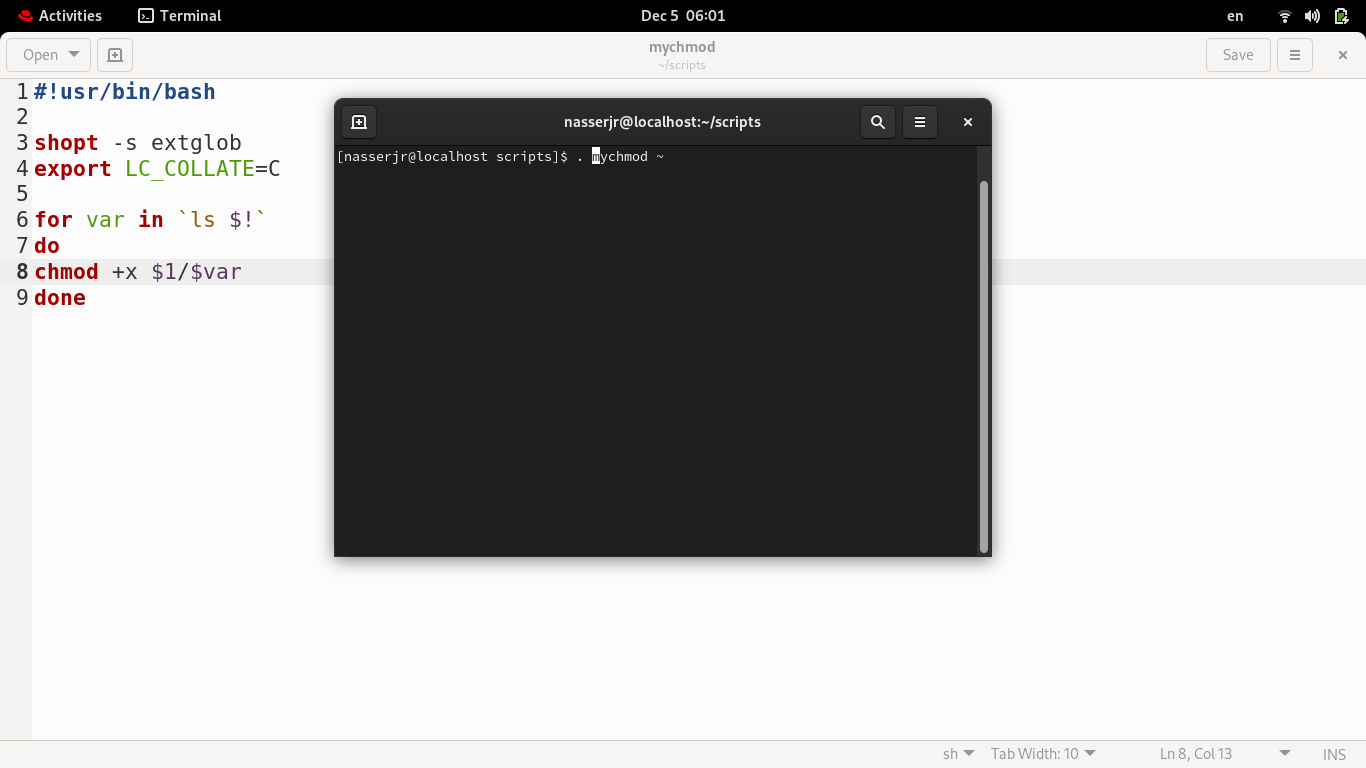 Activities Terminal Dec 5 06:01 en
Open mychmod Save
~/scripts
1 #!usr/bin/bash
2
3 shopt -s extglob
4 export LC_COLLATE=C
5
6 for var in `ls $!`
7 do
8 chmod +x $1/$var
9 done
nasserjr@localhost:~/scripts
[nasserjr@localhost scripts]$ . mychmod ~
sh Tab Width: 10 Ln 8, Col 13 INS